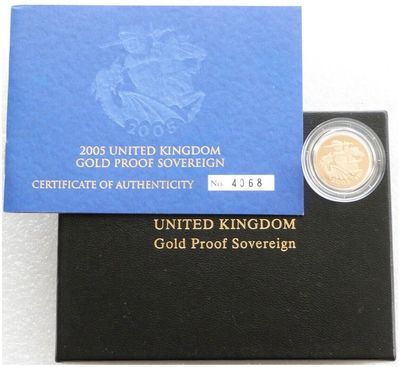 2005
2005 UNITED KINGDOM
GOLD PROOF SOVEREIGN
CERTIFICATE OF AUTHENTICITY No. 4068
UNITED KINGDOM
Gold Proof Sovereign